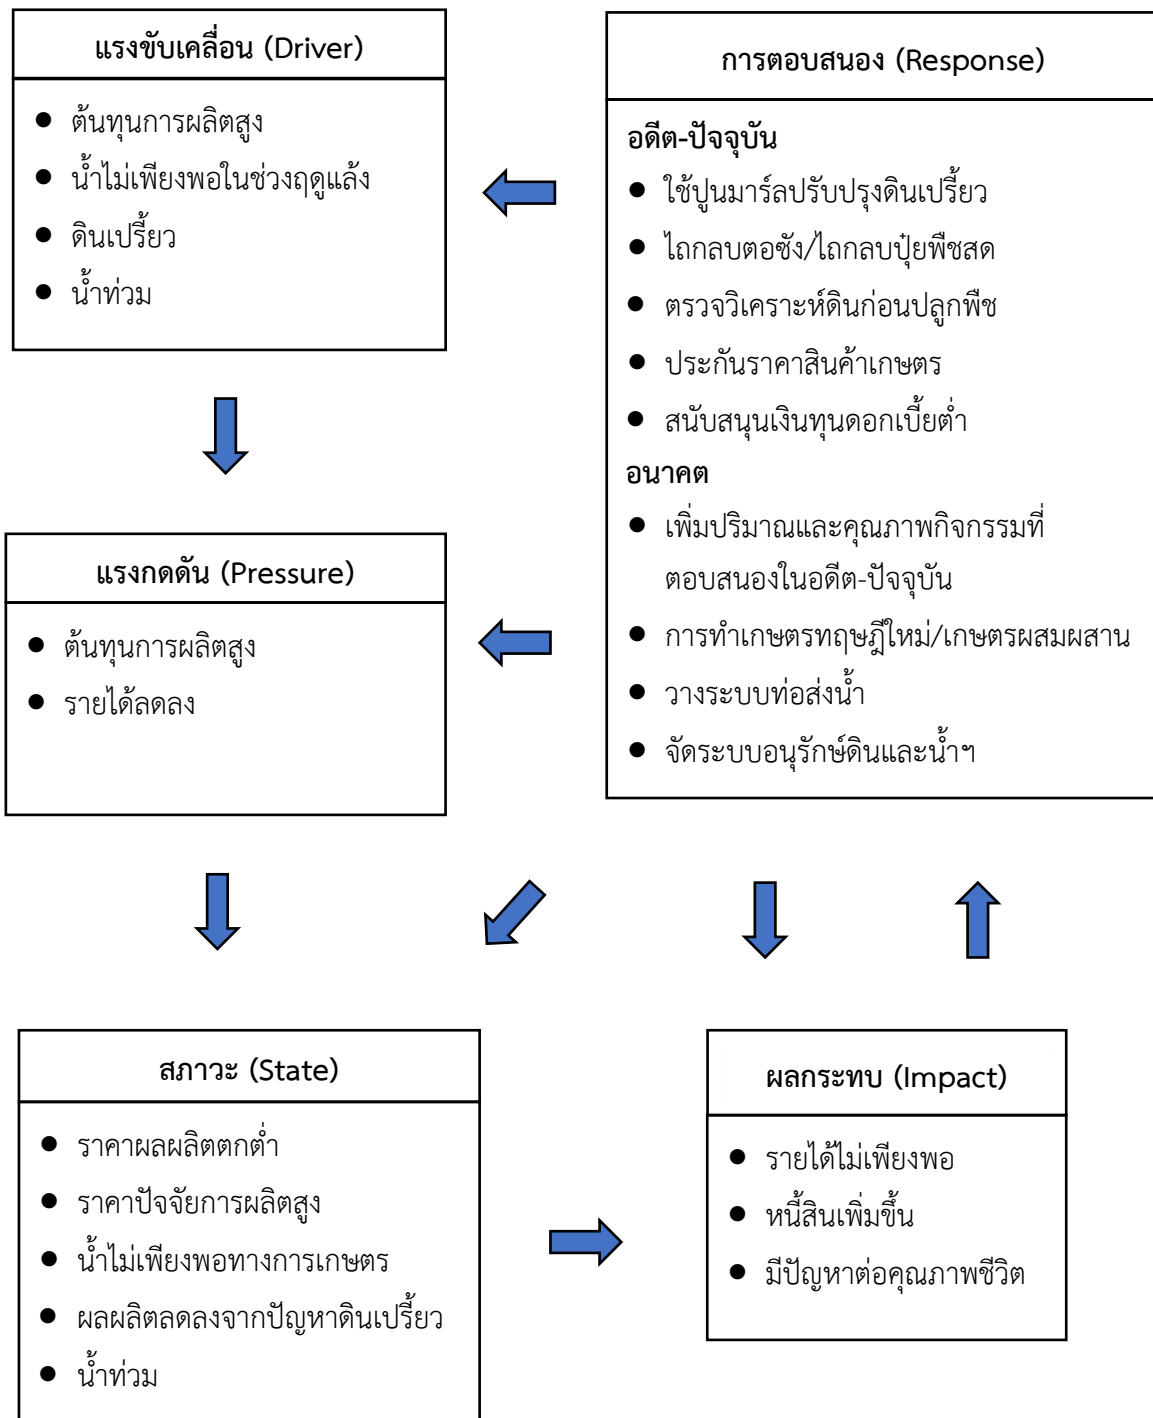 แรงขับเคลื่อน (Driver)
● ต้นทุนการผลิตสูง
● น้ำไม่เพียงพอในช่วงฤดูแล้ง
● ดินเปรี้ยว
● น้ำท่วม
การตอบสนอง (Response)
อดีต-ปัจจุบัน
● ใช้ปูนมาร์ลปรับปรุงดินเปรี้ยว
● ไถกลบตอซัง/ไถกลบปุ๋ยพืชสด
● ตรวจวิเคราะห์ดินก่อนปลูกพืช
● ประกันราคาสินค้าเกษตร
● สนับสนุนเงินทุนดอกเบี้ยต่ำ
อนาคต
● เพิ่มปริมาณและคุณภาพกิจกรรมที่
ตอบสนองในอดีต-ปัจจุบัน
● การทำเกษตรทฤษฎีใหม่/เกษตรผสมผสาน
● วางระบบท่อส่งน้ำ
● จัดระบบอนุรักษ์ดินและน้ำฯ
แรงกดดัน (Pressure)
● ต้นทุนการผลิตสูง
● รายได้ลดลง
สภาวะ (State)
● ราคาผลผลิตตกต่ำ
● ราคาปัจจัยการผลิตสูง
● น้ำไม่เพียงพอทางการเกษตร
● ผลผลิตลดลงจากปัญหาดินเปรี้ยว
● น้ำท่วม
ผลกระทบ (Impact)
● รายได้ไม่เพียงพอ
● หนี้สินเพิ่มขึ้น
● มีปัญหาต่อคุณภาพชีวิต